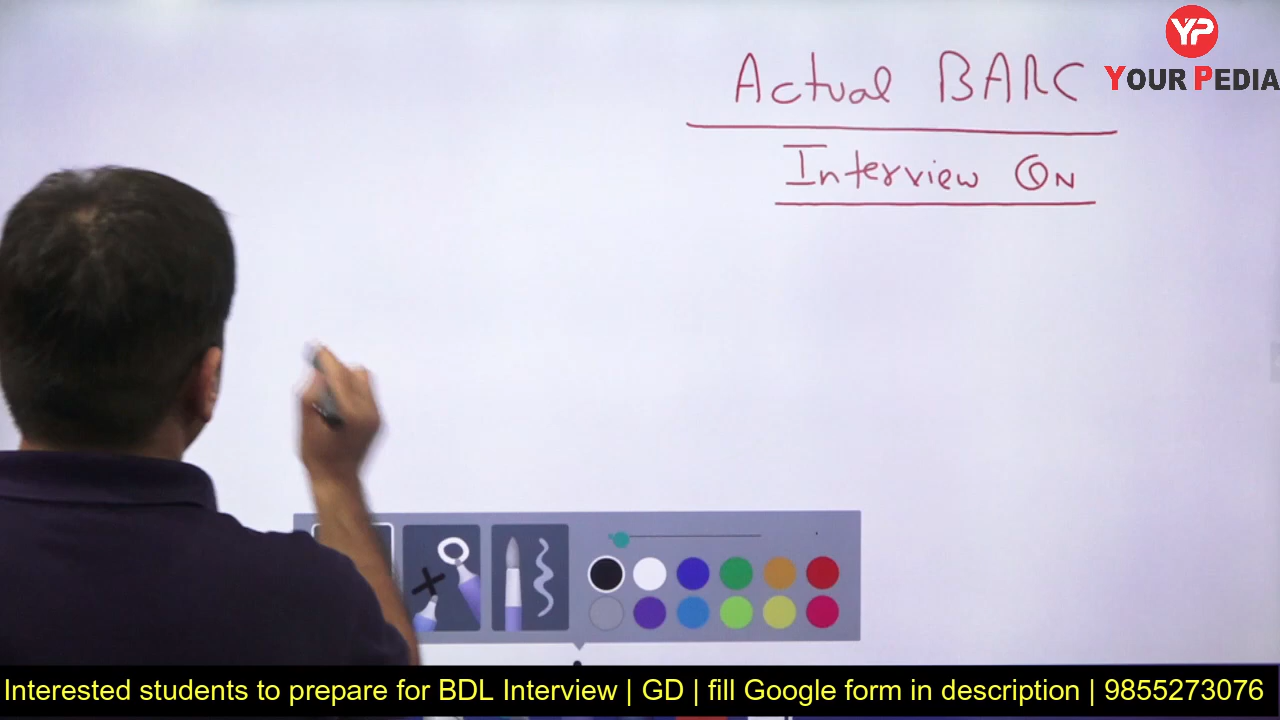 Actual BARC
Interview QN
YP
YOUR PEDIA
Interested students to prepare for BDL Interview | GD | fill Google form in description | 9855273076